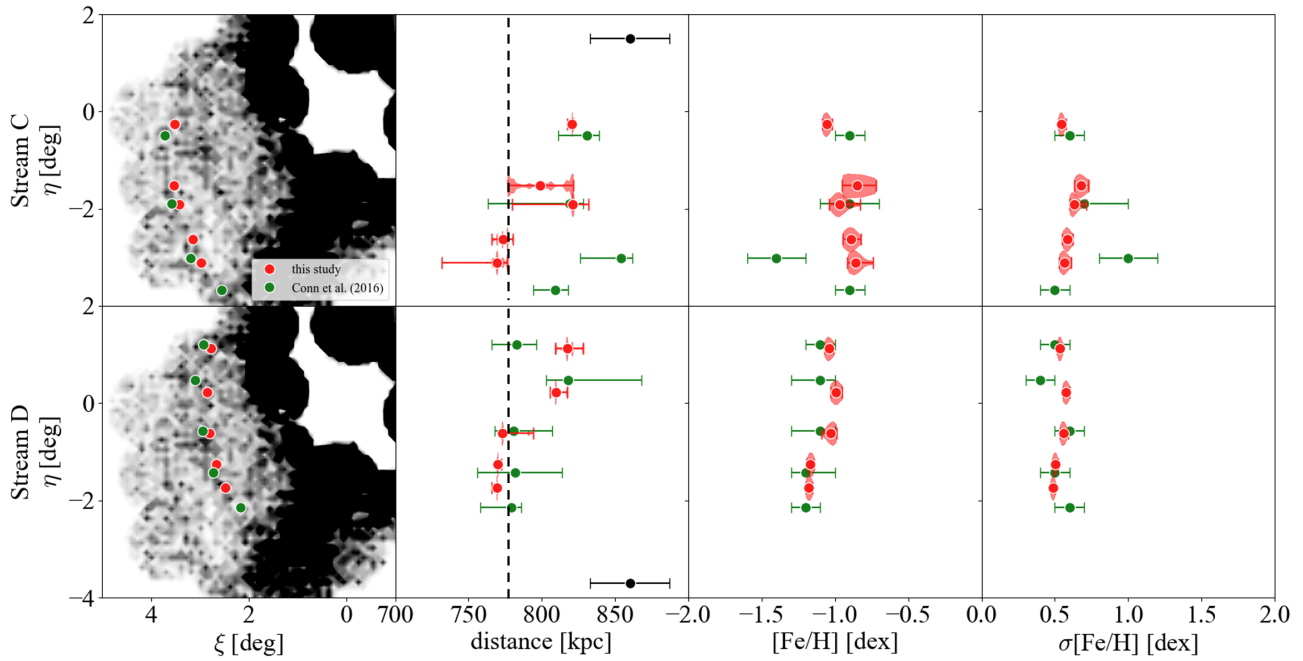 2
0
−2
2
Stream C
η [deg]
this study
Conn et al. (2016)
2
0
−2
−4
Stream D
η [deg]
4 2 0
700 750 800 850
−2.0 −1.5 −1.0 −0.5 0.0
0.5 1.0 1.5 2.0
ξ [deg]
distance [kpc]
[Fe/H] [dex]
σ[Fe/H] [dex]